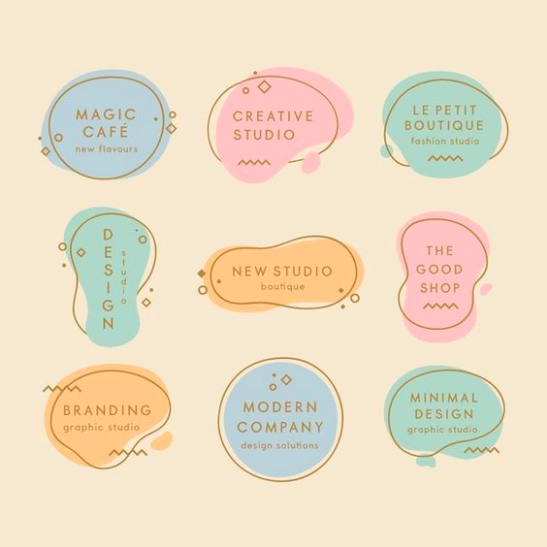 MAGIC
CAFÉ
new flavours
CREATIVE
STUDIO
LE PETIT
BOUTIQUE
fashion studio
DESIGN
studio
NEW STUDIO
boutique
THE
GOOD
SHOP
BRANDING
graphic studio
MODERN
COMPANY
design solutions
MINIMAL
DESIGN
graphic studio